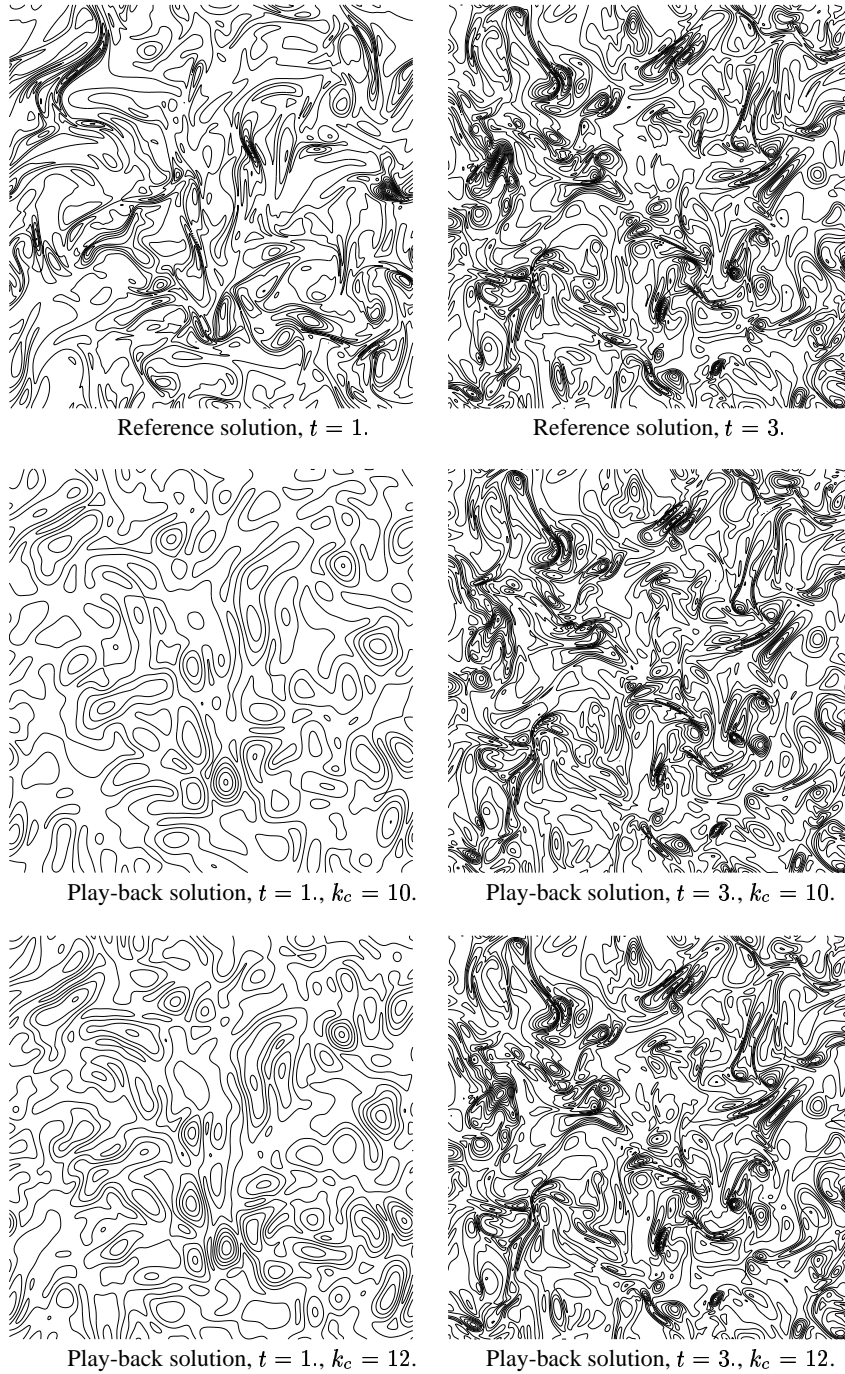 Reference solution, t = 1.
Reference solution, t = 3.
Play-back solution, t = 1., k_c = 10.
Play-back solution, t = 3., k_c = 10.
Play-back solution, t = 1., k_c = 12.
Play-back solution, t = 3., k_c = 12.